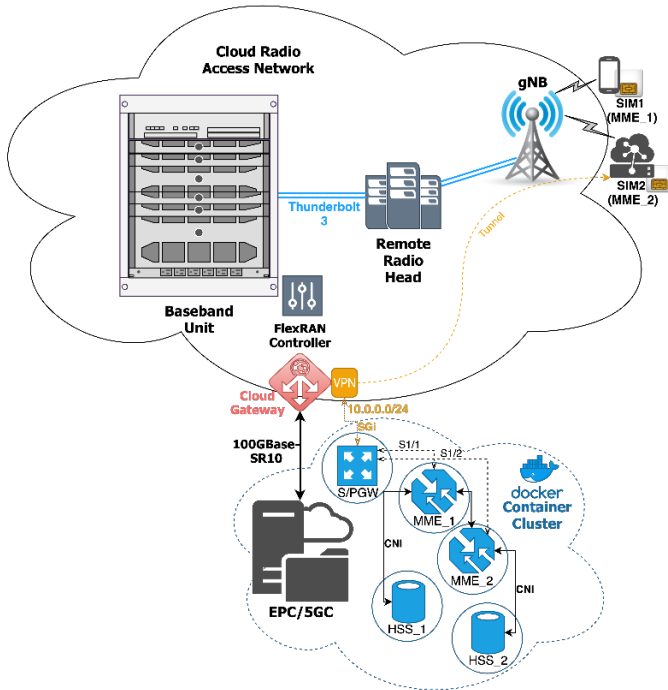 Cloud Radio
Access Network
gNB
SIM1
(MME_1)
SIM2
(MME_2)
Thunderbolt
3
Tunnel
Remote
Radio
Head
Baseband
Unit
FlexRAN
Controller
Cloud
Gateway
VPN
10.0.0.0/24
SGi
100GBase-
SR10
S1/1
S1/2
S/PGW
MME_1
docker
Container
Cluster
CNI
MME_2
CNI
EPC/5GC
HSS_1
HSS_2